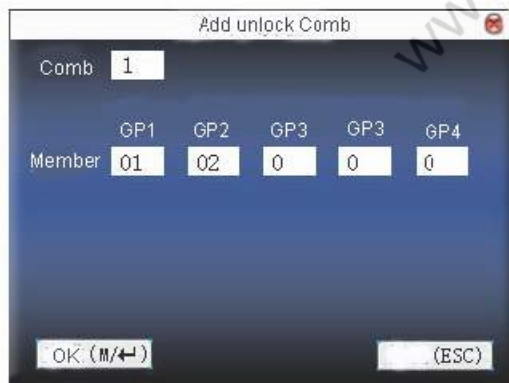 Add unlock Comb
Comb 1
GP1 GP2 GP3 GP3 GP4
Member 01 02 0 0 0
OK (M/↵) (ESC)